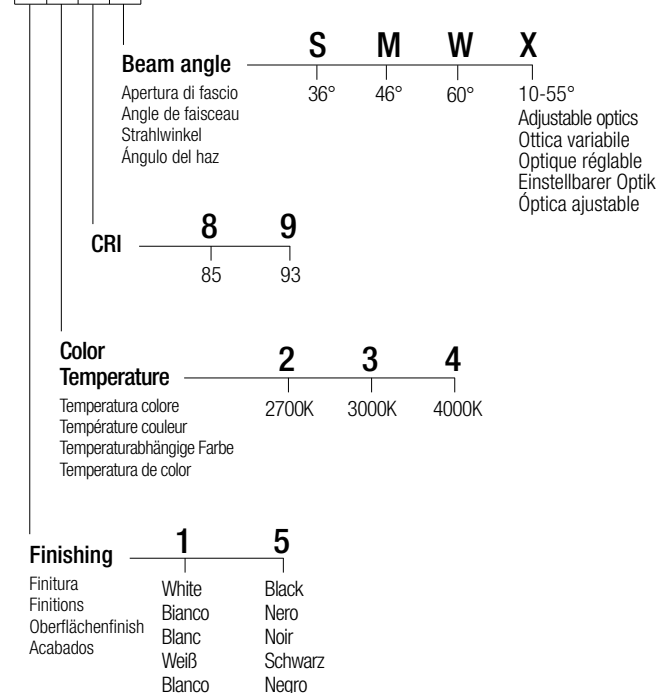 S M W X
Beam angle
36° 46° 60° 10-55°
Apertura di fascio
Angle de faisceau
Strahlwinkel
Ángulo del haz
Adjustable optics
Ottica variabile
Optique réglable
Einstellbarer Optik
Óptica ajustable
8 9
CRI
85 93
Color
Temperature
2 3 4
2700K 3000K 4000K
Temperatura colore
Température couleur
Temperaturabhängige Farbe
Temperatura de color
1 5
Finishing
Finitura
Finitions
Oberflächenfinish
Acabados
White Black
Bianco Nero
Blanc Noir
Weiß Schwarz
Blanco Negro